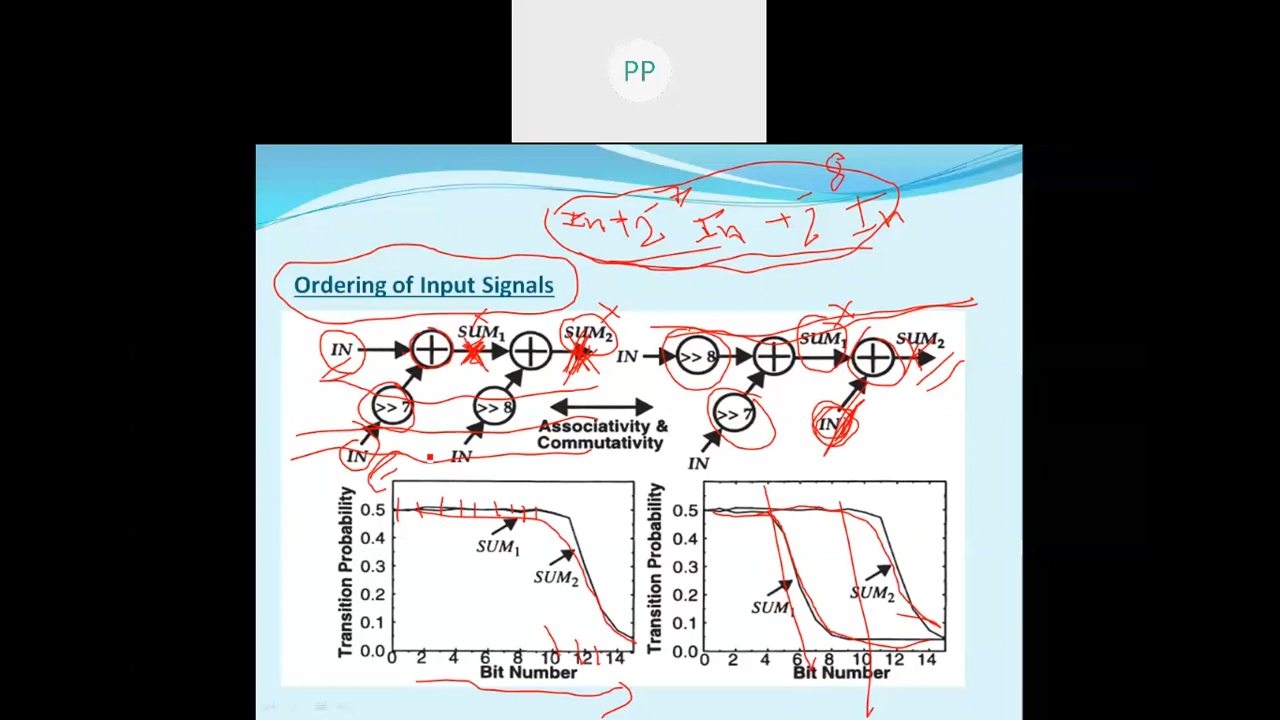 PP
In + 2^-7 In + 2^-8 In
Ordering of Input Signals
IN SUM1 SUM2
>> 7 >> 8
IN IN
Associativity &
Commutativity
IN >> 8 SUM1 SUM2
>> 7 IN
IN
Transition Probability
0.5
0.4
0.3
0.2
0.1
0.0
SUM1
SUM2
0 2 4 6 8 10 12 14
Bit Number
Transition Probability
0.5
0.4
0.3
0.2
0.1
0.0
SUM1
SUM2
0 2 4 6 8 10 12 14
Bit Number